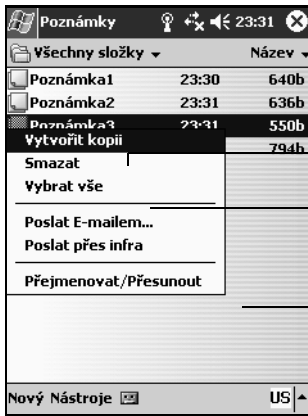 Poznámky 23:31
Všechny složky Název
Poznámka1 23:30 640b
Poznámka2 23:31 636b
Poznámka3 23:31 550b
Vytvořit kopii 794b
Smazat
Vybrat vše
Poslat E-mailem...
Poslat přes infra
Přejmenovat/Přesunout
Nový Nástroje US